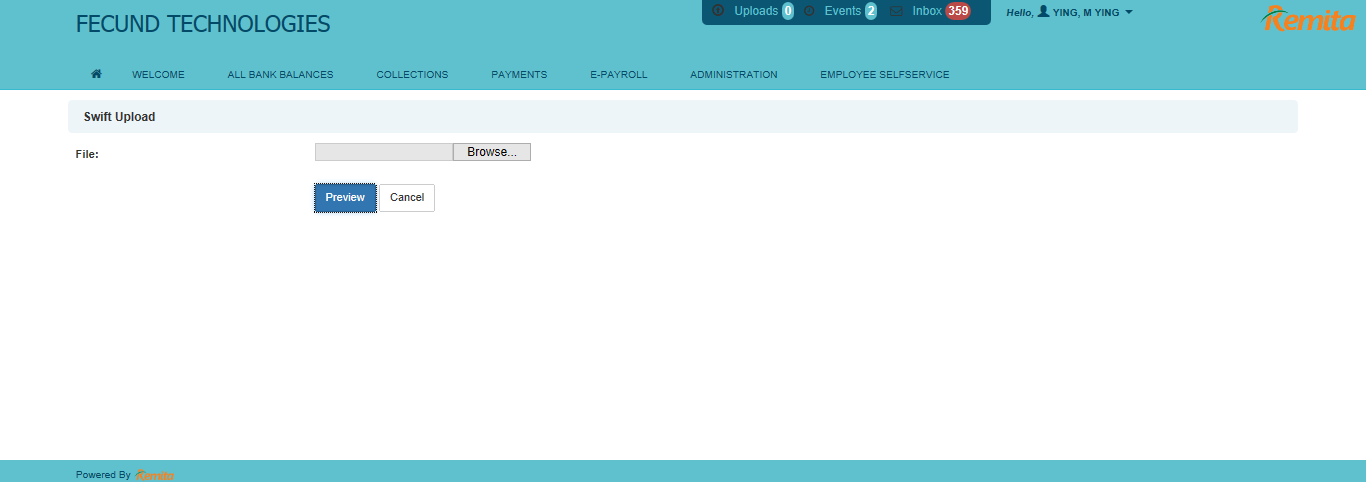 FECUND TECHNOLOGIES
Uploads 0 Events 2 Inbox 359
Hello, YING, M YING
Remita
WELCOME ALL BANK BALANCES COLLECTIONS PAYMENTS E-PAYROLL ADMINISTRATION EMPLOYEE SELFSERVICE
Swift Upload
File: Browse...
Preview Cancel
Powered By Remita